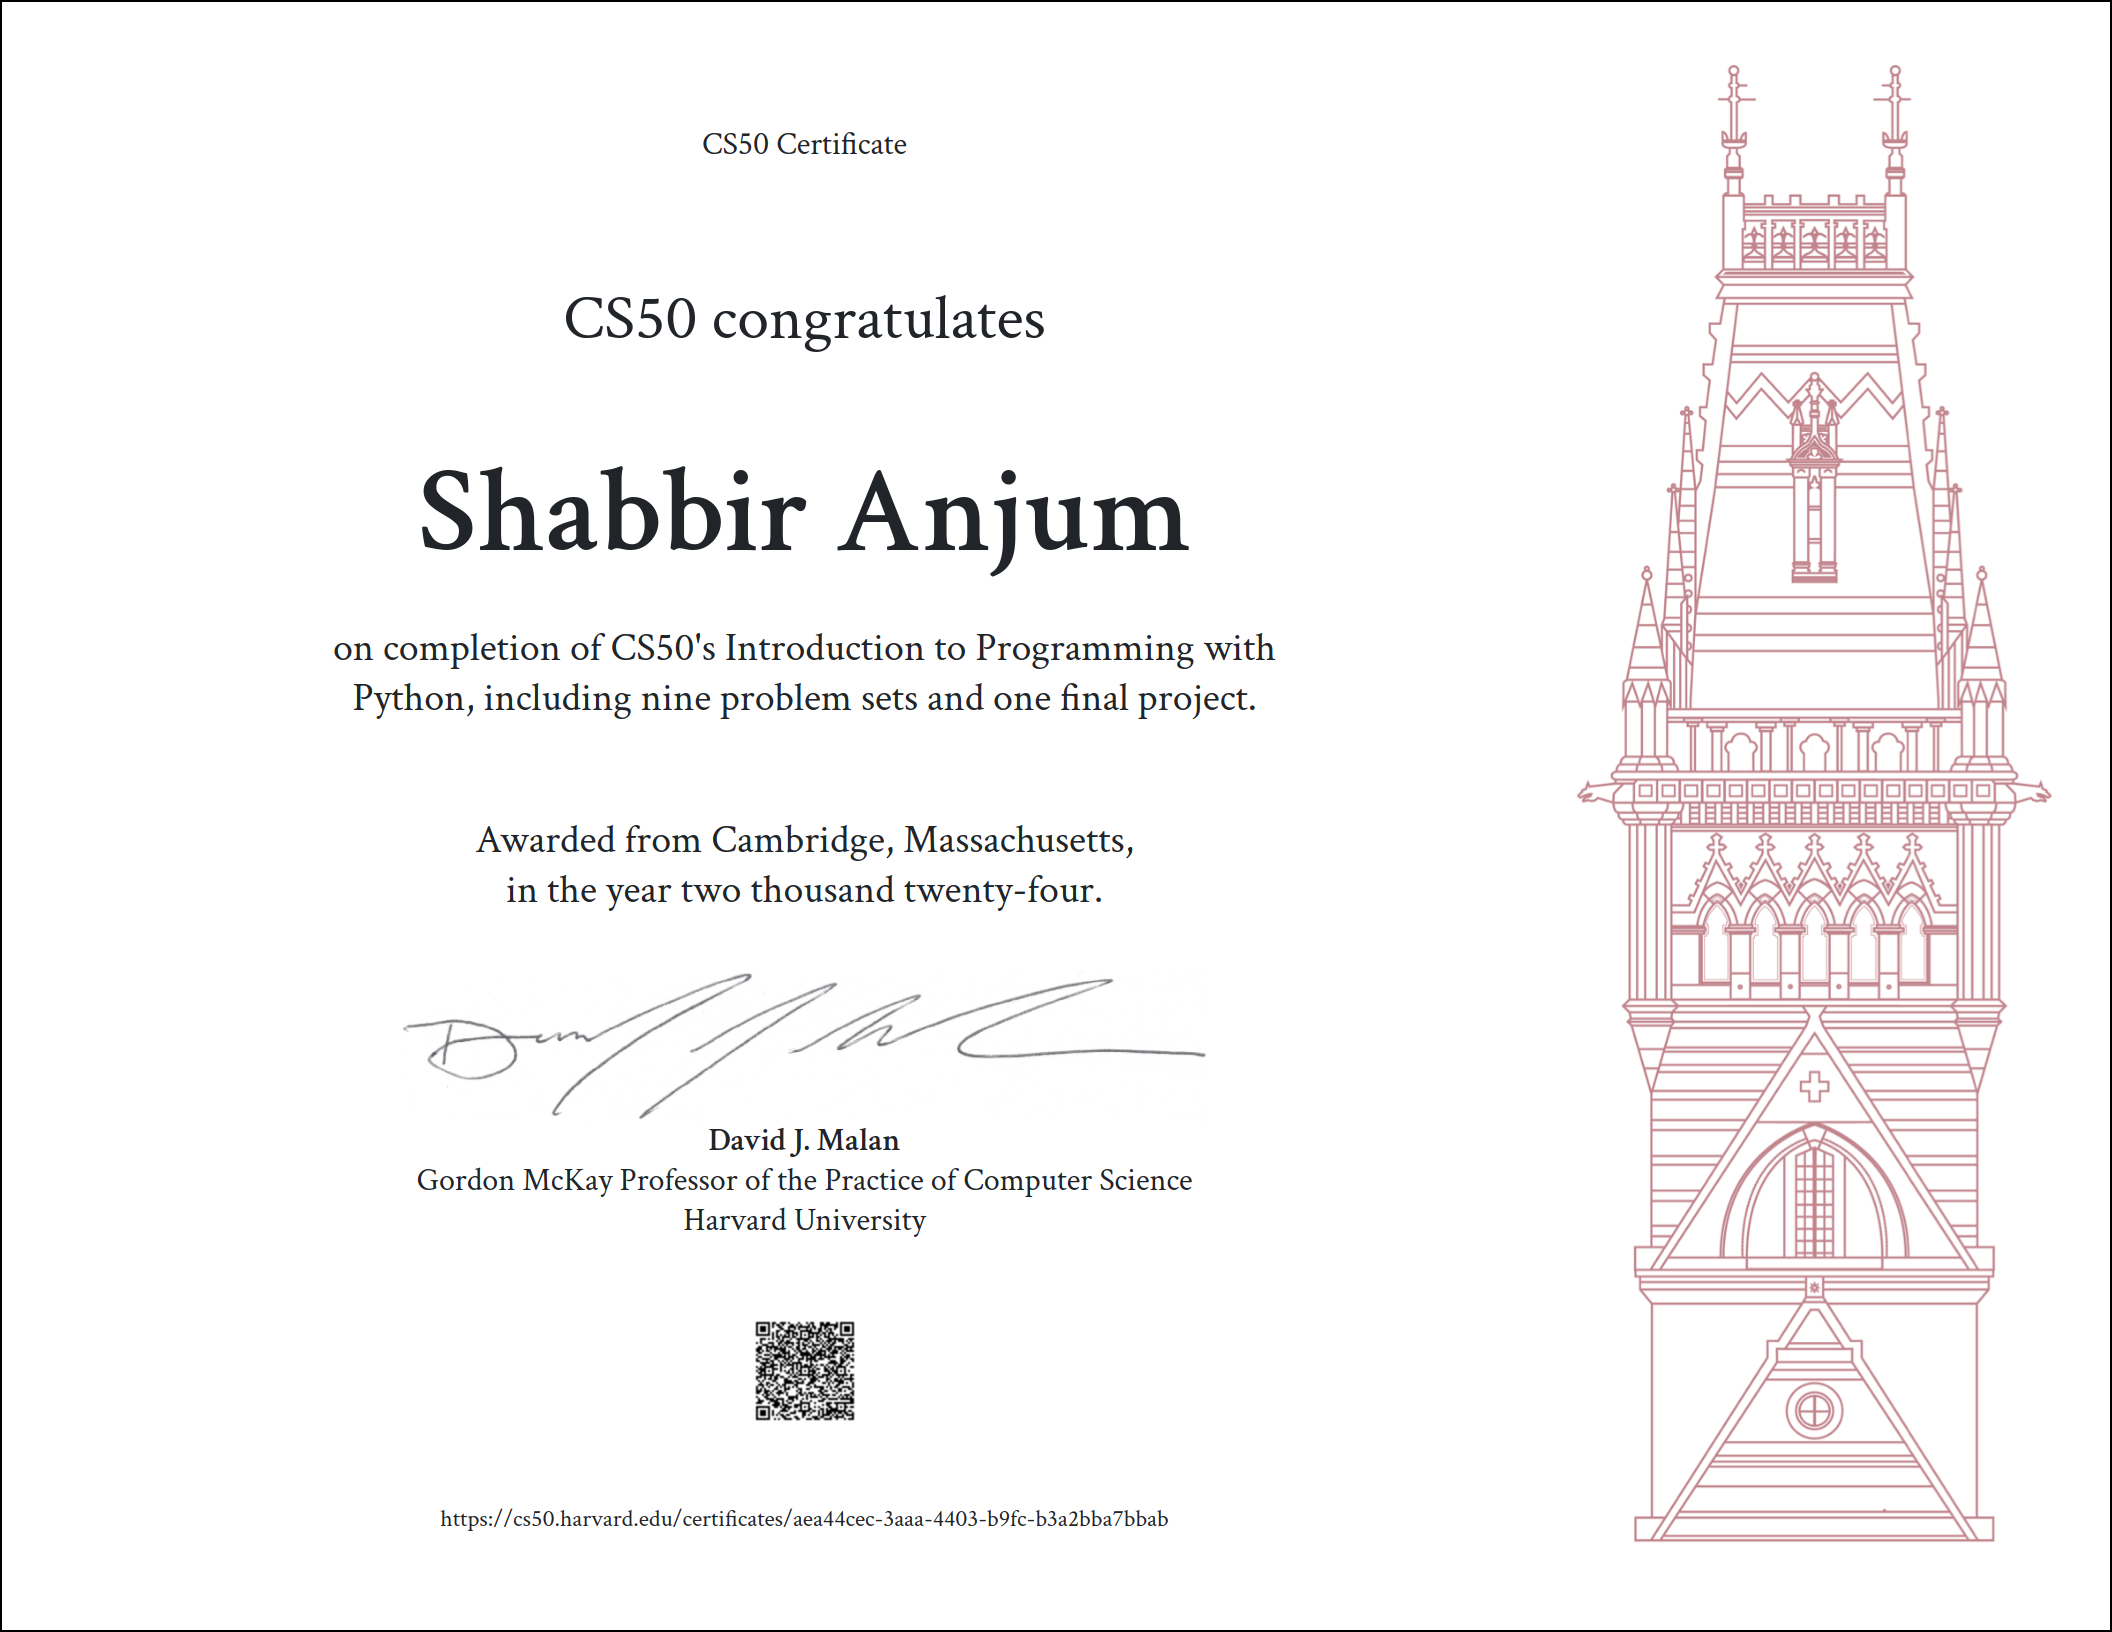 CS50 Certificate
CS50 congratulates
Shabbir Anjum
on completion of CS50's Introduction to Programming with
Python, including nine problem sets and one final project.
Awarded from Cambridge, Massachusetts,
in the year two thousand twenty-four.
David J. Malan
Gordon McKay Professor of the Practice of Computer Science
Harvard University
https://cs50.harvard.edu/certificates/aea44cec-3aaa-4403-b9fc-b3a2bba7bbab